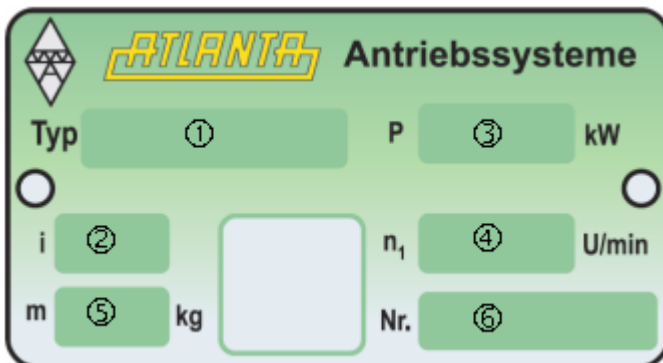 ATLANTA Antriebssysteme
Typ ① P ③ kW
i ② n₁ ④ U/min
m ⑤ kg Nr. ⑥